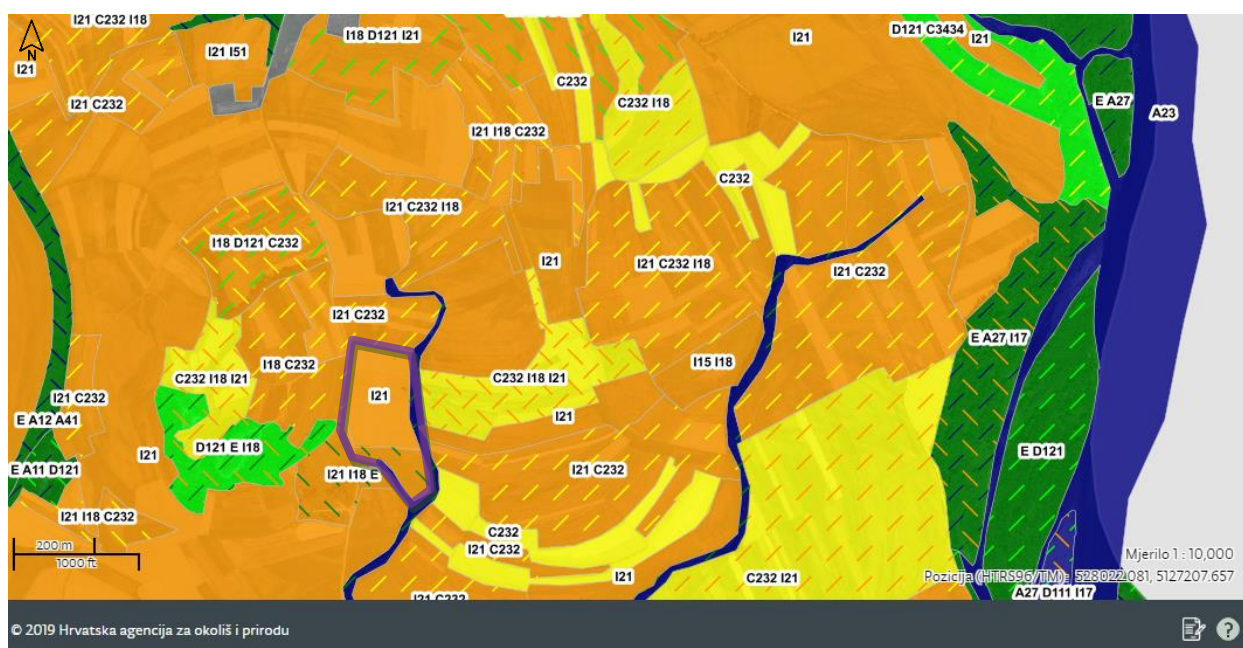 I21 C232 I18
N
I21
I21 I51
I18 D121 I21
I21
D121 C3434
I21
I21 C232
C232
C232 I18
E A27
A23
I21 I18 C232
C232
I21 C232 I18
I18 D121 C232
I21
I21 C232 I18
I21 C232
I21 C232
E A27 I17
I18 C232
I15 I18
C232 I18 I21
C232 I18 I21
I21 C232
I21
I21
E A12 A41
D121 E I18
I21
E D121
E A11 D121
I21 I18 E
I21 C232
I21 I18 C232
C232
I21 C232
200 m
1000 ft
I21
C232 I21
Mjerilo 1 : 10,000
Pozicija (HTRS96/TM): 528022.081, 5127207.657
A27 D111 I17
I21 C232
© 2019 Hrvatska agencija za okoliš i prirodu
?